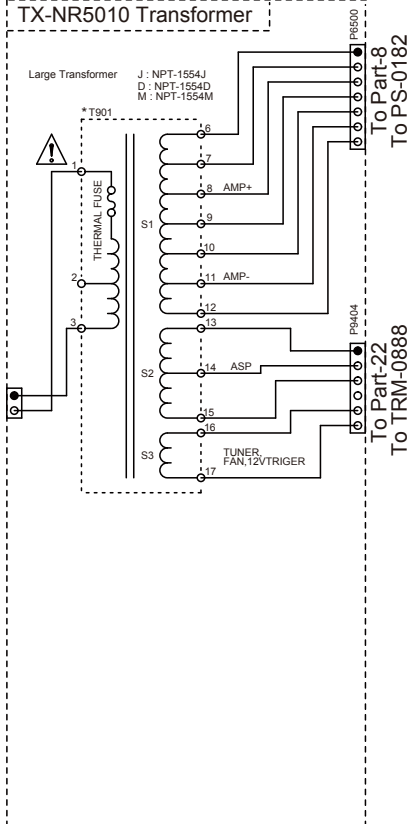 TX-NR5010 Transformer
Large Transformer
J : NPT-1554J
D : NPT-1554D
M : NPT-1554M
* T901
P6500
To Part-8
To PS-0182
1
THERMAL FUSE
2
3
S1
6
7
8 AMP+
9
10
11 AMP-
12
13
P9404
S2
14 ASP
15
16
S3
TUNER,
FAN,12VTRIGER
17
To Part-22
To TRM-0888